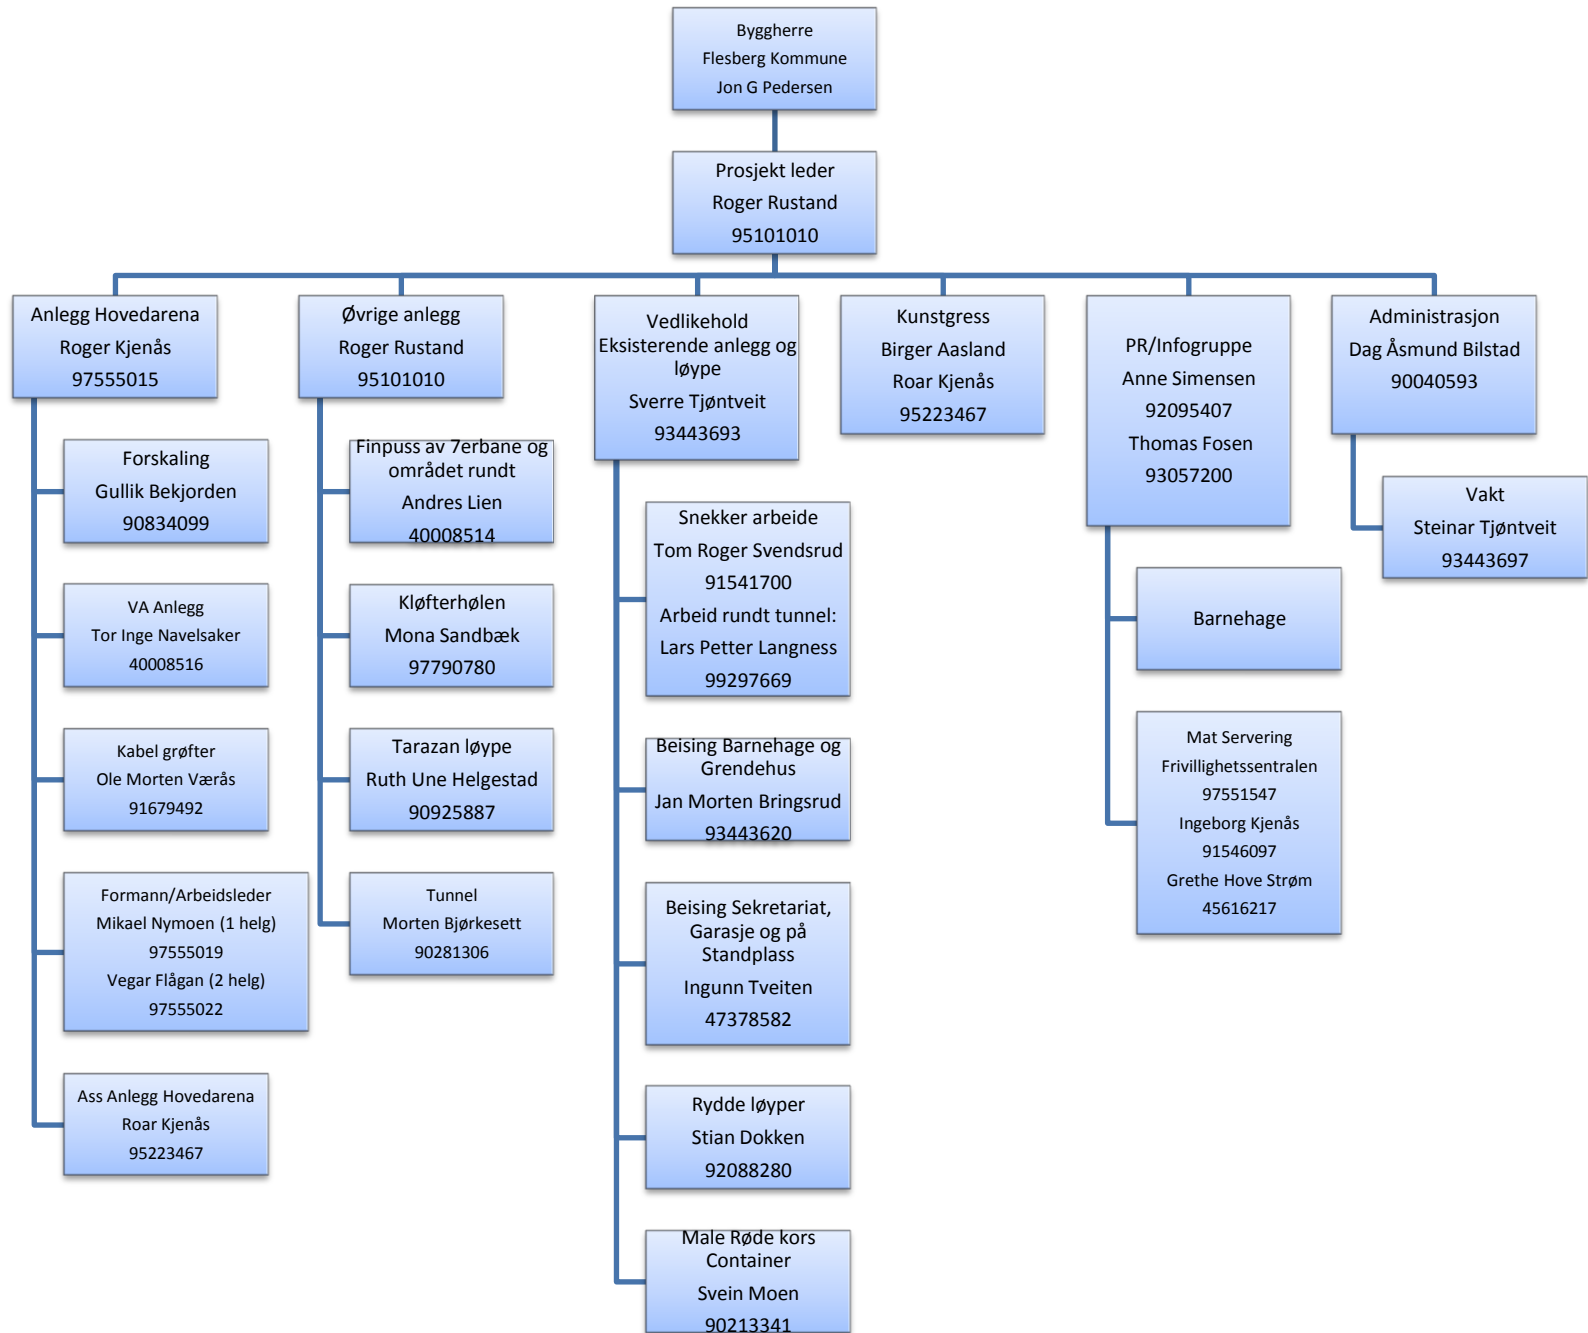 Byggherre
Flesberg Kommune
Jon G Pedersen
Prosjekt leder
Roger Rustand
95101010
Anlegg Hovedarena
Roger Kjenås
97555015
Forskaling
Gullik Bekjorden
90834099
VA Anlegg
Tor Inge Navelsaker
40008516
Kabel grøfter
Ole Morten Værås
91679492
Formann/Arbeidsleder
Mikael Nymoen (1 helg)
97555019
Vegar Flågan (2 helg)
97555022
Ass Anlegg Hovedarena
Roar Kjenås
95223467
Øvrige anlegg
Roger Rustand
95101010
Finpuss av 7erbane og
området rundt
Andres Lien
40008514
Kløfterhølen
Mona Sandbæk
97790780
Tarazan løype
Ruth Une Helgestad
90925887
Tunnel
Morten Bjørkesett
90281306
Vedlikehold
Eksisterende anlegg og
løype
Sverre Tjøntveit
93443693
Snekker arbeide
Tom Roger Svendsrud
91541700
Arbeid rundt tunnel:
Lars Petter Langness
99297669
Beising Barnehage og
Grendehus
Jan Morten Bringsrud
93443620
Beising Sekretariat,
Garasje og på
Standplass
Ingunn Tveiten
47378582
Rydde løyper
Stian Dokken
92088280
Male Røde kors
Container
Svein Moen
90213341
Kunstgress
Birger Aasland
Roar Kjenås
95223467
PR/Infogruppe
Anne Simensen
92095407
Thomas Fosen
93057200
Barnehage
Mat Servering
Frivillighetssentralen
97551547
Ingeborg Kjenås
91546097
Grethe Hove Strøm
45616217
Administrasjon
Dag Åsmund Bilstad
90040593
Vakt
Steinar Tjøntveit
93443697